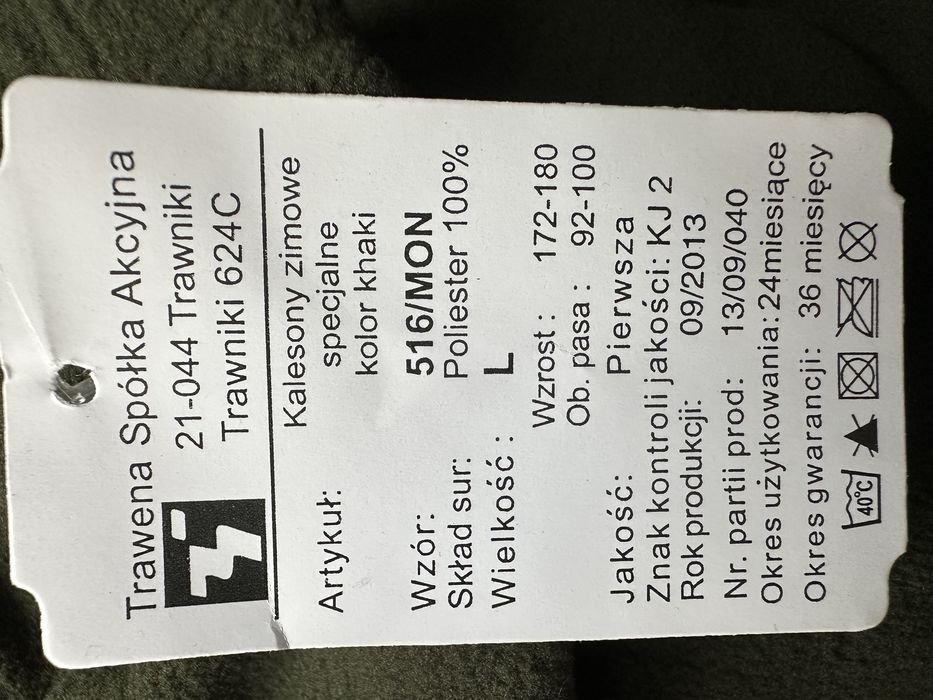 Trawena Spółka Akcyjna
21-044 Trawniki
Trawniki 624C
Artykuł: Kalesony zimowe
specjalne
kolor khaki
Wzór: 516/MON
Skład sur: Poliester 100%
Wielkość : L
Wzrost : 172-180
Ob. pasa : 92-100
Jakość: Pierwsza
Znak kontroli jakości: KJ 2
Rok produkcji: 09/2013
Nr. partii prod: 13/09/040
Okres użytkowania: 24miesiące
Okres gwarancji: 36 miesięcy
40°C